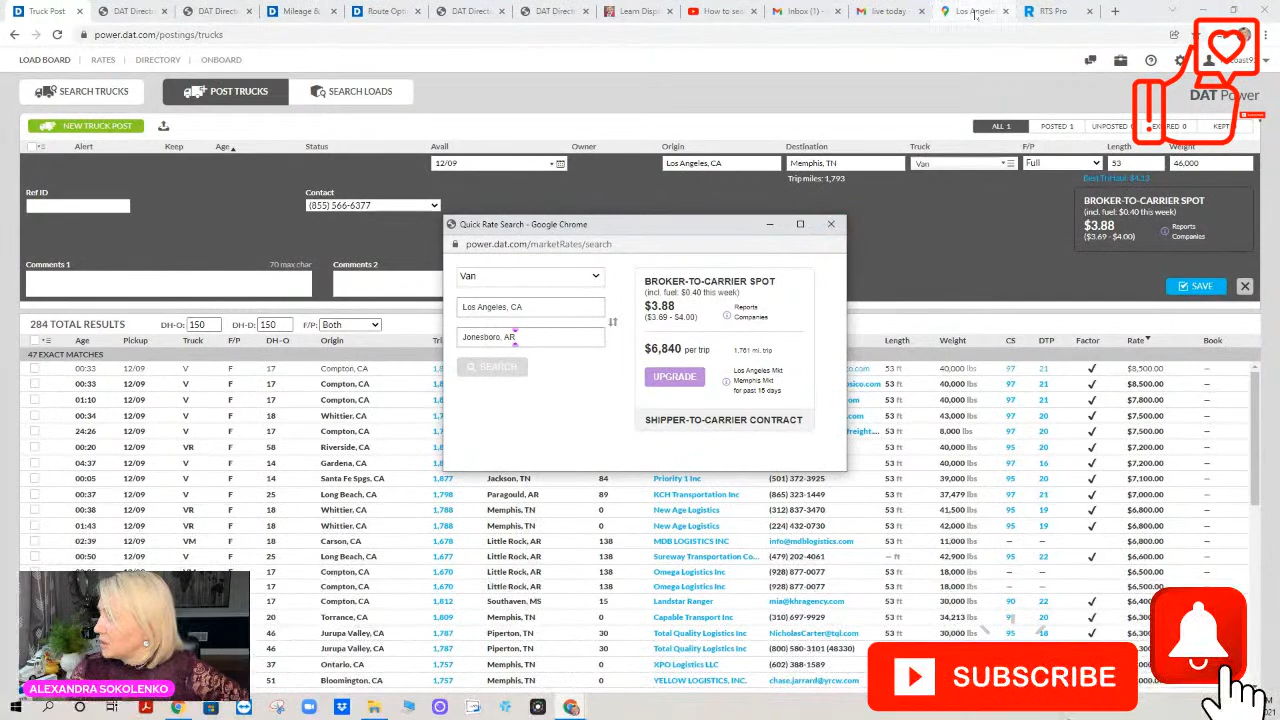 Truck Post
DAT Direct
DAT Direct
Mileage &
Route Opti
DAT Direct
DAT Direct
Learn Disp
How to sea
Inbox (1) -
live today
Los Angele
RTS Pro
power.dat.com/postings/trucks
LOAD BOARD
RATES
DIRECTORY
ONBOARD
SEARCH TRUCKS
POST TRUCKS
SEARCH LOADS
DAT Power
NEW TRUCK POST
ALL 1
POSTED 1
UNPOSTED
KEPT
Alert Keep Age Status Avail Owner Origin Destination Truck F/P Length Weight
12/09 Los Angeles, CA Memphis, TN Van Full 53 46,000
Trip miles: 1,793
Best TriHaul: $4.13
Ref ID
Contact
(855) 566-6377
BROKER-TO-CARRIER SPOT
(incl. fuel: $0.40 this week)
$3.88
($3.69 - $4.00)
Reports
Companies
Comments 1 70 max char
Comments 2
SAVE
Quick Rate Search - Google Chrome
power.dat.com/marketRates/search
Van
Los Angeles, CA
Jonesboro, AR
SEARCH
BROKER-TO-CARRIER SPOT
(incl. fuel: $0.40 this week)
$3.88
($3.69 - $4.00)
Reports
Companies
$6,840 per trip
1,761 mi. trip
UPGRADE
Los Angeles Mkt
Memphis Mkt
for past 15 days
SHIPPER-TO-CARRIER CONTRACT
284 TOTAL RESULTS DH-O: 150 DH-D: 150 F/P: Both
Age Pickup Truck F/P DH-O Origin Length Weight CS DTP Factor Rate Book
47 EXACT MATCHES
00:33 12/09 V F 17 Compton, CA 53 ft 40,000 lbs 97 21 ✓ $8,500.00 –
00:33 12/09 V F 17 Compton, CA 53 ft 40,000 lbs 97 21 ✓ $8,000.00 –
01:10 12/09 V F 17 Compton, CA 53 ft 40,000 lbs 97 21 ✓ $7,800.00 –
00:34 12/09 V F 18 Whittier, CA 53 ft 43,000 lbs 97 20 ✓ $7,500.00 –
24:26 12/09 V F 17 Compton, CA 53 ft 8,000 lbs 97 20 ✓ $7,500.00 –
00:20 12/09 VR F 58 Riverside, CA 53 ft 40,000 lbs 95 20 ✓ $7,200.00 –
04:37 12/09 V F 14 Gardena, CA 53 ft 40,000 lbs 97 16 ✓ $7,200.00 –
00:05 12/09 V F 18 Santa Fe Spgs, CA 1,877 Jackson, TN 84 Priority 1 Inc (501) 372-3925 53 ft 39,000 lbs 95 20 ✓ $7,100.00 –
00:37 12/09 V F 17 Long Beach, CA 1,798 Paragould, AR 89 KCH Transportation Inc (865) 323-1449 53 ft 37,479 lbs 97 21 ✓ $7,000.00 –
00:38 12/09 VR F 18 Whittier, CA 1,788 Memphis, TN 0 New Age Logistics (312) 837-3470 53 ft 41,500 lbs 95 19 ✓ $6,800.00 –
01:43 12/09 VR F 18 Whittier, CA 1,788 Memphis, TN 0 New Age Logistics (224) 432-0730 53 ft 42,000 lbs 95 19 ✓ $6,800.00 –
02:39 12/09 VM F 18 Carson, CA 1,678 Little Rock, AR 138 MDB LOGISTICS INC info@mdblogistics.com 53 ft 11,000 lbs – – $6,800.00 –
00:50 12/09 V F 25 Long Beach, CA 1,677 Little Rock, AR 138 Sureway Transportation Co... (479) 202-4061 – ft 42,900 lbs 95 22 ✓ $6,600.00 –
Compton, CA 1,670 Little Rock, AR 138 Omega Logistics Inc (928) 877-0077 53 ft 18,000 lbs – – $6,500.00 –
17 Compton, CA 1,670 Little Rock, AR 138 Omega Logistics Inc (928) 877-0077 53 ft 18,000 lbs – –
17 Compton, CA 1,812 Southaven, MS 15 Landstar Ranger mia@khragency.com 53 ft 30,000 lbs 90 22 ✓
20 Torrance, CA 1,809 Memphis, TN 0 Capable Transport Inc (310) 697-9929 53 ft 34,213 lbs 20 ✓
46 Jurupa Valley, CA 1,787 Piperton, TN 30 Total Quality Logistics Inc NicholasCarter@tql.com 53 ft 30,000 lbs 95 18 ✓
46 Jurupa Valley, CA 1,787 Piperton, TN 30 Total Quality Logistics Inc (800) 580-3101 (48330)
37 Ontario, CA 1,757 Memphis, TN 0 XPO Logistics LLC (602) 388-1589
51 Bloomington, CA 1,757 Memphis, TN 0 YELLOW LOGISTICS, INC. chase.jarrard@yrcw.com
ALEXANDRA SOKOLENKO
SUBSCRIBE